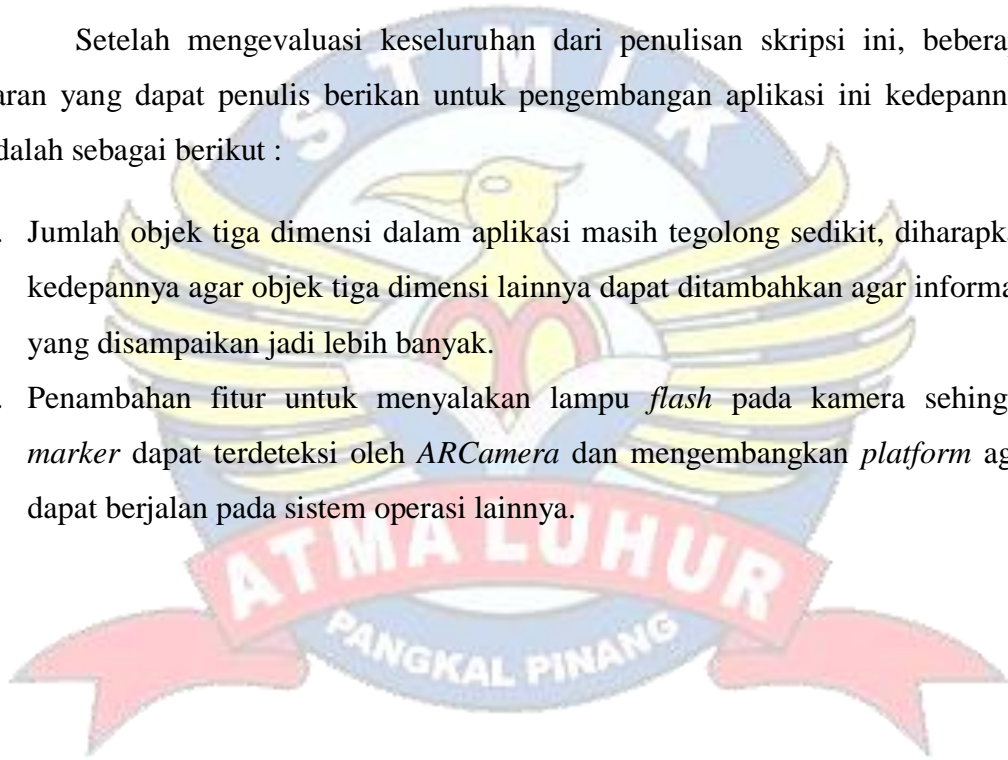 Setelah mengevaluasi keseluruhan dari penulisan skripsi ini, bebera
aran yang dapat penulis berikan untuk pengembangan aplikasi ini kedepann
dalah sebagai berikut :
. Jumlah objek tiga dimensi dalam aplikasi masih tegolong sedikit, diharapk
kedepannya agar objek tiga dimensi lainnya dapat ditambahkan agar informa
yang disampaikan jadi lebih banyak.
. Penambahan fitur untuk menyalakan lampu flash pada kamera sehing
marker dapat terdeteksi oleh ARCamera dan mengembangkan platform ag
dapat berjalan pada sistem operasi lainnya.
STMIK
ATMA LUHUR
PANGKAL PINANG